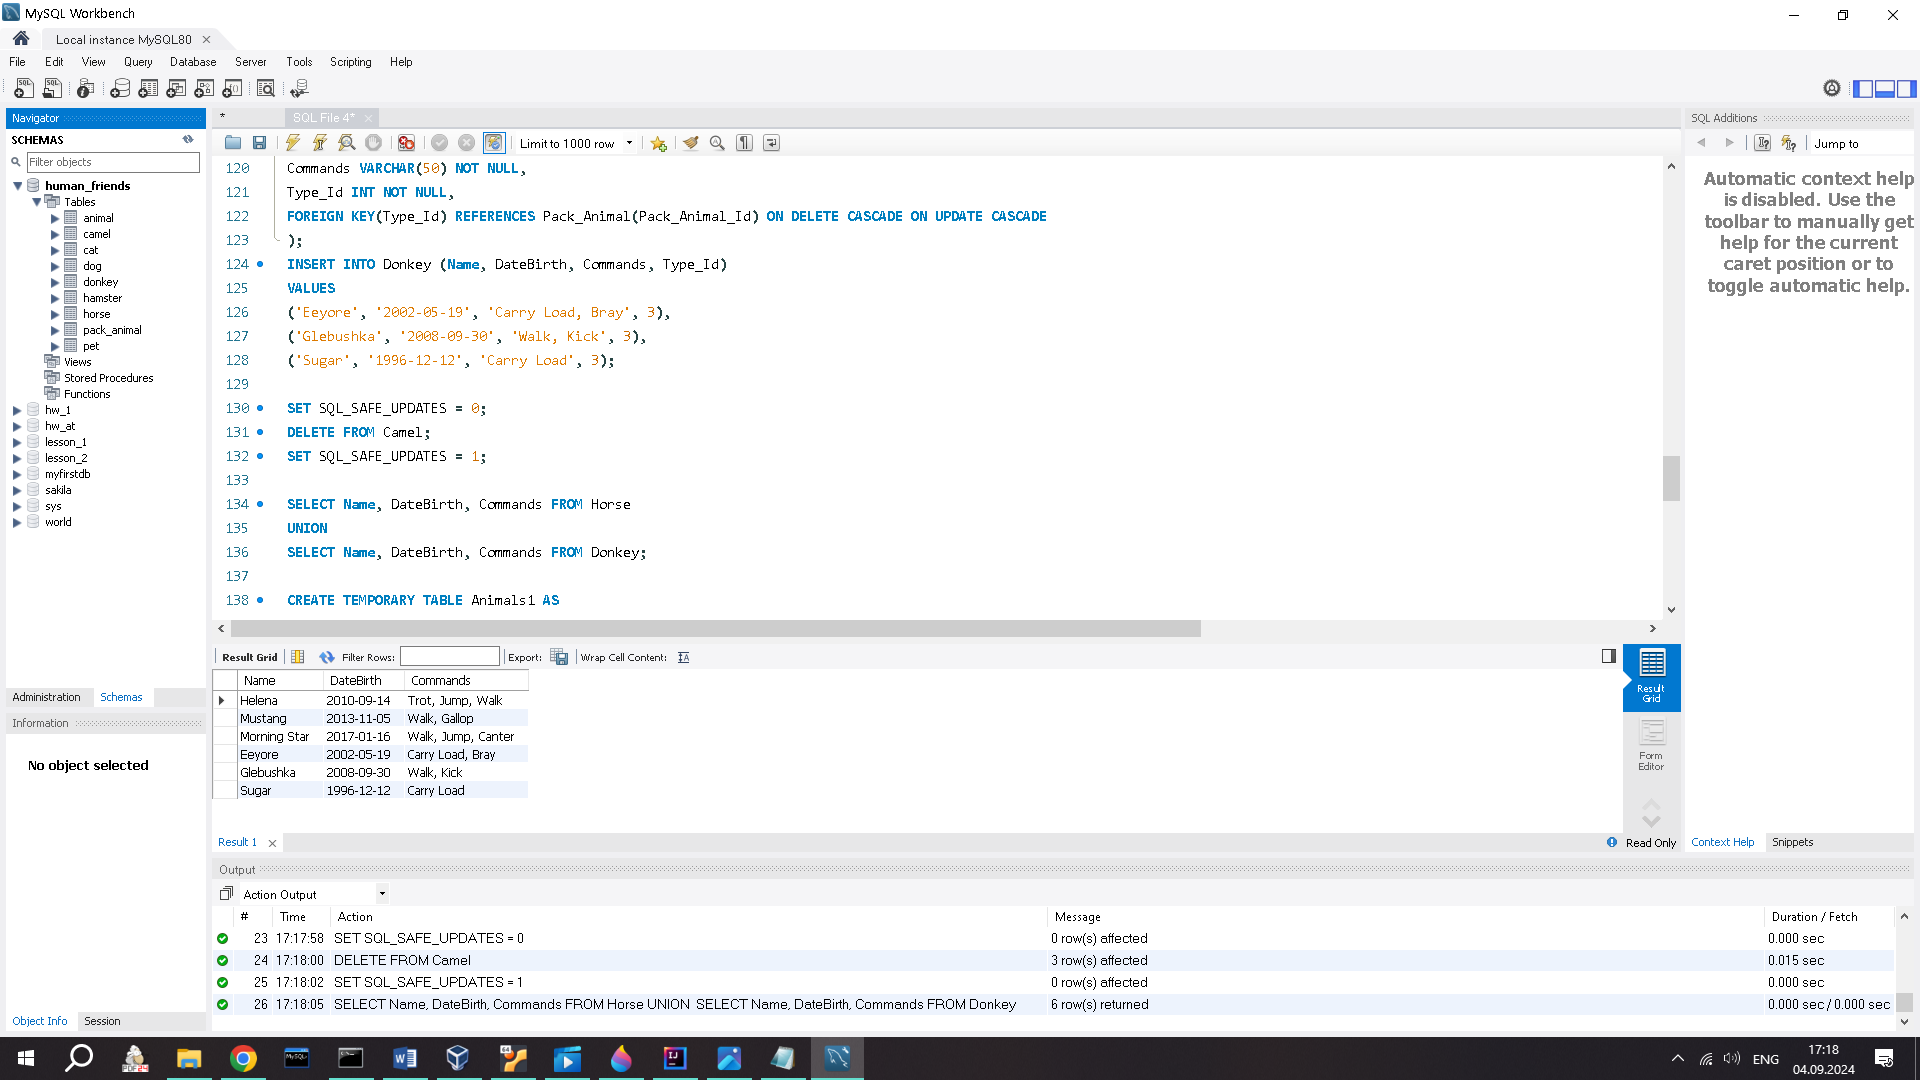 MySQL Workbench
Local instance MySQL80
File Edit View Query Database Server Tools Scripting Help
Navigator
SCHEMAS
Filter objects
human_friends
Tables
animal
camel
cat
dog
donkey
hamster
horse
pack_animal
pet
Views
Stored Procedures
Functions
hw_1
hw_at
lesson_1
lesson_2
myfirstdb
sakila
sys
world
Administration Schemas
Information
No object selected
Object Info Session
* SQL File 4*
Limit to 1000 row
120 Commands VARCHAR(50) NOT NULL,
121 Type_Id INT NOT NULL,
122 FOREIGN KEY(Type_Id) REFERENCES Pack_Animal(Pack_Animal_Id) ON DELETE CASCADE ON UPDATE CASCADE
123 );
124 INSERT INTO Donkey (Name, DateBirth, Commands, Type_Id)
125 VALUES
126 ('Eeyore', '2002-05-19', 'Carry Load, Bray', 3),
127 ('Glebushka', '2008-09-30', 'Walk, Kick', 3),
128 ('Sugar', '1996-12-12', 'Carry Load', 3);
129
130 SET SQL_SAFE_UPDATES = 0;
131 DELETE FROM Camel;
132 SET SQL_SAFE_UPDATES = 1;
133
134 SELECT Name, DateBirth, Commands FROM Horse
135 UNION
136 SELECT Name, DateBirth, Commands FROM Donkey;
137
138 CREATE TEMPORARY TABLE Animals1 AS
Result Grid Filter Rows: Export: Wrap Cell Content:
Name DateBirth Commands
Helena 2010-09-14 Trot, Jump, Walk
Mustang 2013-11-05 Walk, Gallop
Morning Star 2017-01-16 Walk, Jump, Canter
Eeyore 2002-05-19 Carry Load, Bray
Glebushka 2008-09-30 Walk, Kick
Sugar 1996-12-12 Carry Load
Result Grid
Form Editor
Result 1
Read Only
SQL Additions
Jump to
Automatic context help
is disabled. Use the
toolbar to manually get
help for the current
caret position or to
toggle automatic help.
Context Help Snippets
Output
Action Output
# Time Action Message Duration / Fetch
23 17:17:58 SET SQL_SAFE_UPDATES = 0 0 row(s) affected 0.000 sec
24 17:18:00 DELETE FROM Camel 3 row(s) affected 0.015 sec
25 17:18:02 SET SQL_SAFE_UPDATES = 1 0 row(s) affected 0.000 sec
26 17:18:05 SELECT Name, DateBirth, Commands FROM Horse UNION SELECT Name, DateBirth, Commands FROM Donkey 6 row(s) returned 0.000 sec / 0.000 sec
ENG
17:18
04.09.2024